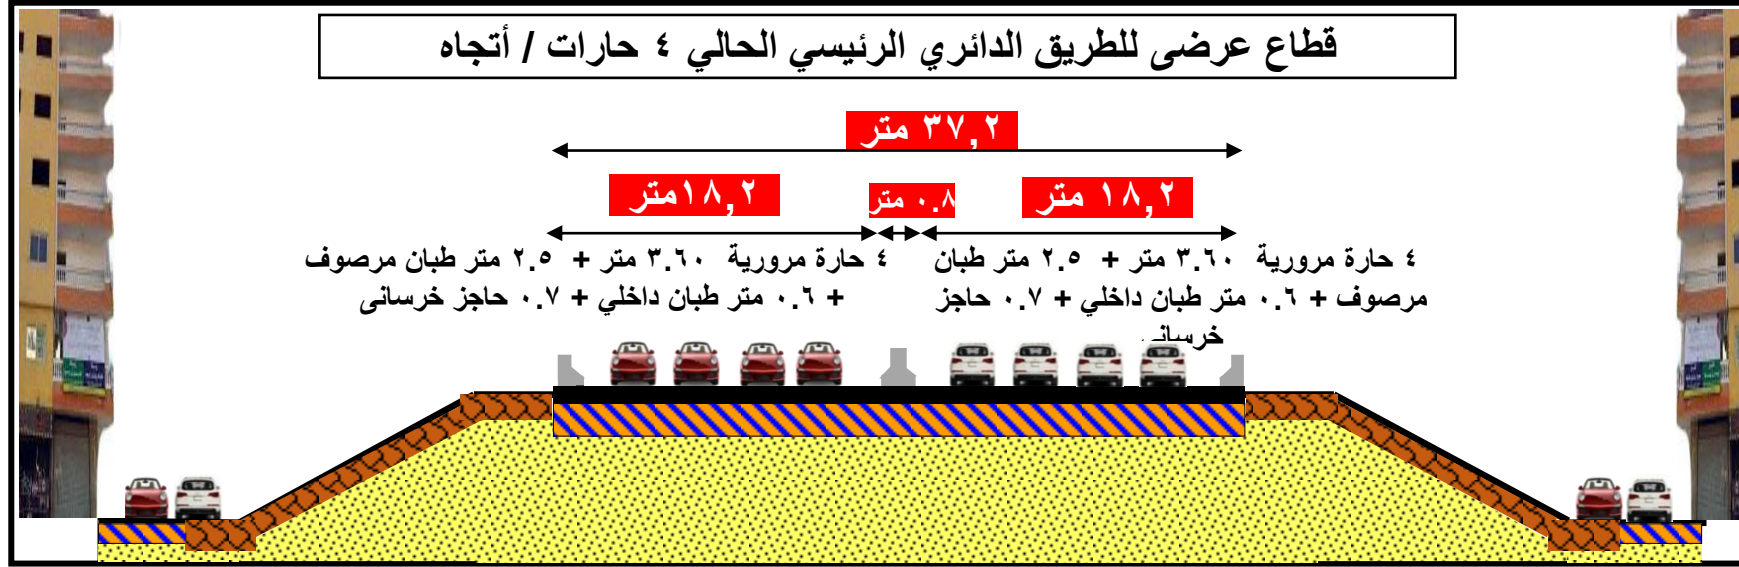 قطاع عرضى للطريق الدائري الرئيسي الحالي ٤ حارات / أتجاه
٣٧,٢ متر
١٨,٢ متر
٠.٨ متر
١٨,٢متر
٤ حارة مرورية ٣.٦٠ متر + ٢.٥ متر طبان
مرصوف + ٠.٦ متر طبان داخلي + ٠.٧ حاجز
خرسانى
٤ حارة مرورية ٣.٦٠ متر + ٢.٥ متر طبان مرصوف
+ ٠.٦ متر طبان داخلي + ٠.٧ حاجز خرسانى